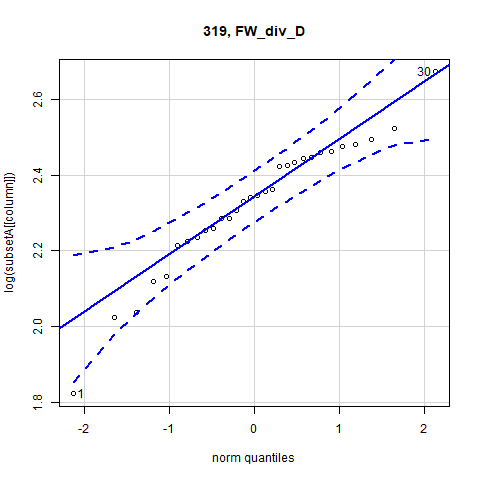 319, FW_div_D
log(subsetA[[column]])
2.6
2.4
2.2
2.0
1.8
30
1
-2 -1 0 1 2
norm quantiles